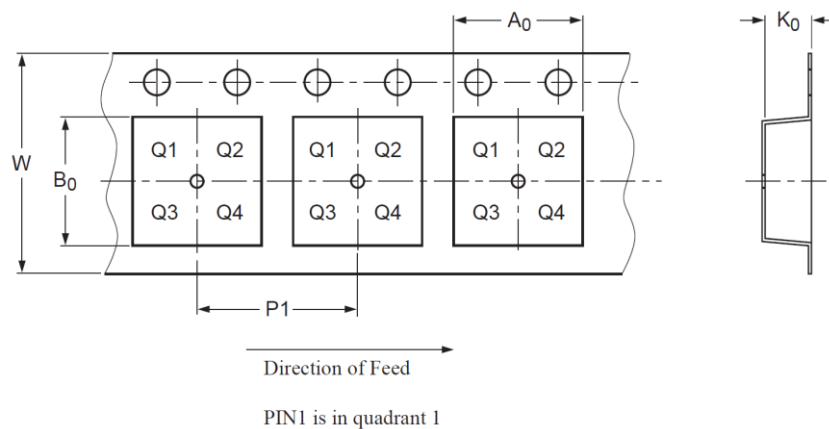 A0
K0
W
B0
Q1 Q2 Q1 Q2 Q1 Q2
Q3 Q4 Q3 Q4 Q3 Q4
P1
Direction of Feed
PIN1 is in quadrant 1